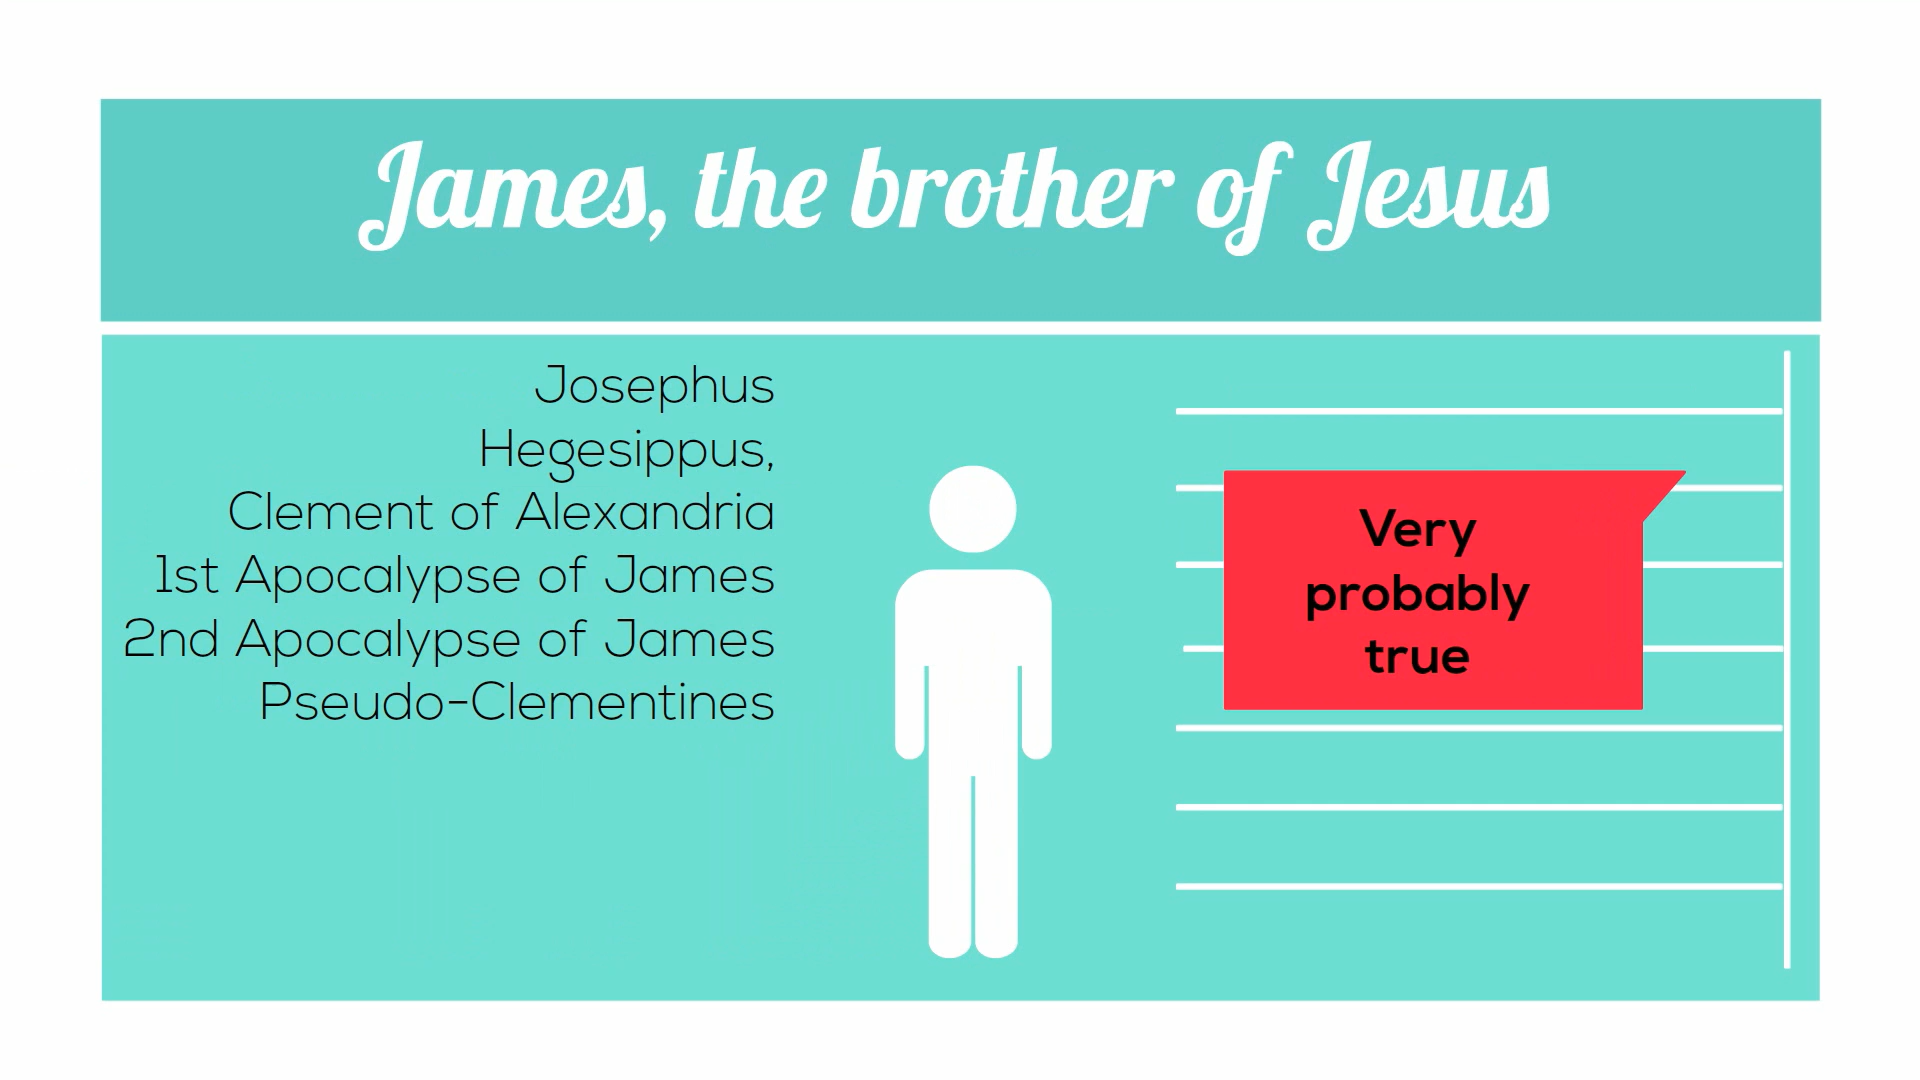 James, the brother of Jesus
Josephus
Hegesippus,
Clement of Alexandria
1st Apocalypse of James
2nd Apocalypse of James
Pseudo-Clementines
Very
probably
true